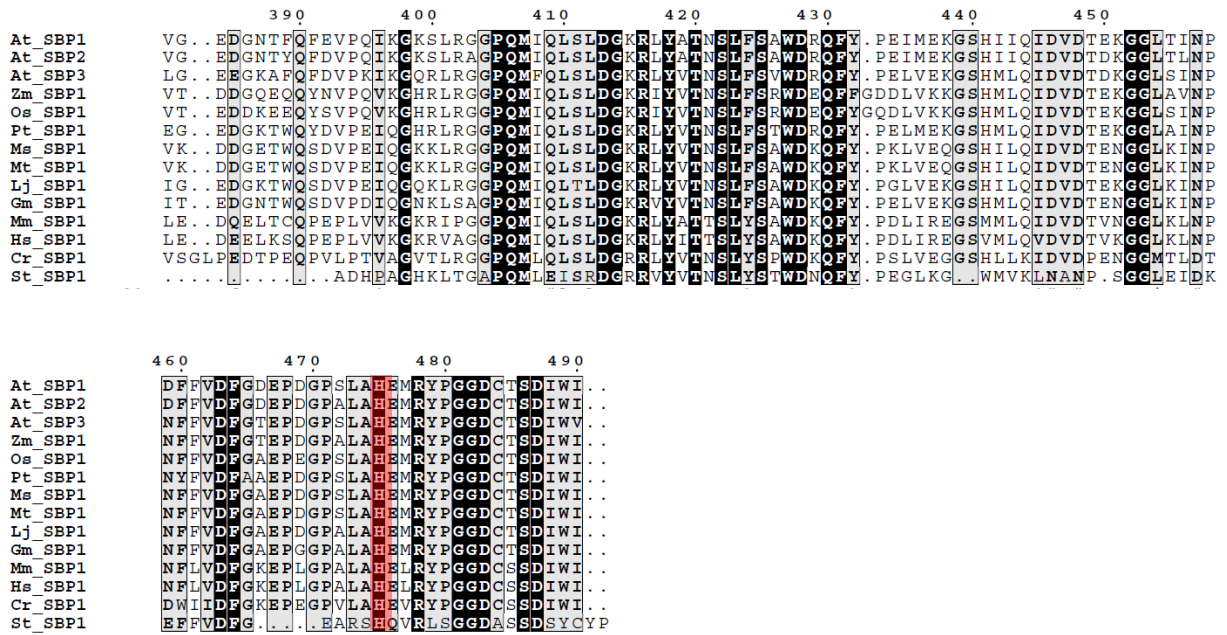 390 400 410 420 430 440 450
At_SBP1 VG..EDGNTFQFEVPQIKGKSLRGGPQMIQLSLDGKRLYATNSLFSAWDRQFY.PEIMEKGSHIIQIDVDTEKGGLTINP
At_SBP2 VG..EDGNTYQFDVPQIKGKSLRAGPQMIQLSLDGKRLYATNSLFSAWDRQFY.PEIMEKGSHIIQIDVDTDKGGLTLNP
At_SBP3 LG..EEGKAFQFDVPKIKGQRLRGGPQMFQLSLDGKRLYVTNSLFSVWDRQFY.PELVEKGSHMLQIDVDTDKGGLSINP
Zm_SBP1 VT..DDGQEQQYNVPQVKGHRLRGGPQMIQLSLDGKRIYVTNSLFSRWDEQFFGDDLVKKGSHMLQIDVDTEKGGLAVNP
Os_SBP1 VT..EDDKEEQYSVPQVKGHRLRGGPQMIQLSLDGKRIYVTNSLFSRWDEQFYGQDLVKKGSHMLQIDVDTEKGGLSINP
Pt_SBP1 EG..EDGKTWQYDVPEIQGHRLRGGPQMIQLSLDGKRLYVTNSLFSTWDRQFY.PELMEKGSHMLQIDVDTEKGGLAINP
Ms_SBP1 VK..DDGETWQSDVPEIQGKKLRGGPQMIQLSLDGKRLYVTNSLFSAWDKQFY.PKLVEQGSHILQIDVDTENGGLKINP
Mt_SBP1 VK..DDGETWQSDVPEIQGKKLRGGPQMIQLSLDGKRLYVTNSLFSAWDKQFY.PKLVEQGSHILQIDVDTENGGLKINP
Lj_SBP1 IG..EDGKTWQSDVPEIQGQKLRGGPQMIQLTLDGKRLYVTNSLFSAWDKQFY.PGLVEKGSHILQIDVDTEKGGLKINP
Gm_SBP1 IT..EDGNTWQPDVPDIQGNKLSAGPQMIQLSLDGKRVYVTNSLFSAWDKQFY.PELVEKGSHILQIDVDTEKGGLKINP
Mm_SBP1 LE..DQELTCQPEPLVVKGKRIPGGPQMIQLSLDGKRLYATTSLYSAWDKQFY.PDLIREGSMMLQIDVDTVNGGLKLNP
Hs_SBP1 LE..DEELKSQPEPLVVKGKRVAGGPQMIQLSLDGKRLYITTSLYSAWDKQFY.PDLIREGSVMLQVDVDTVKGGLKLNP
Cr_SBP1 VSGLPEDTPEQPVLPTVAGVTLRGGPQMLQLSLDGRRLYVTNSLYSPWDKQFY.PSLVEGGSHLLKIDVDPENGGMTLDT
St_SBP1 .............ADHPAGHKLTGAPQMLEISRDGRRVYVTNSLYSTWDNQFY.PEGLKG..WMVKLNANP.SGGLEIDK
460 470 480 490
At_SBP1 DFFVDFGDEPDGPSLAHEMRYPGGDCTSDIWI..
At_SBP2 DFFVDFGDEPDGPALAHEMRYPGGDCTSDIWI..
At_SBP3 NFFVDFGTEPDGPSLAHEMRYPGGDCTSDIWV..
Zm_SBP1 NFFVDFGTEPDGPALAHEMRYPGGDCTSDIWI..
Os_SBP1 NFFVDFGAEPEGPSLAHEMRYPGGDCTSDIWI..
Pt_SBP1 NYFVDFAAEPDGPSLAHEMRYPGGDCTSDIWI..
Ms_SBP1 NFFVDFGAEPDGPSLAHEMRYPGGDCTSDIWI..
Mt_SBP1 NFFVDFGAEPDGPSLAHEMRYPGGDCTSDIWI..
Lj_SBP1 NFFVDFGAEPDGPALAHEMRYPGGDCTSDIWI..
Gm_SBP1 NFFVDFGAEPGGPALAHEMRYPGGDCTSDIWI..
Mm_SBP1 NFLVDFGKEPLGPALAHELRYPGGDCSSDIWI..
Hs_SBP1 NFLVDFGKEPLGPALAHELRYPGGDCSSDIWI..
Cr_SBP1 DWIIDFGKEPEGPVLAHEVRYPGGDCSSDIWI..
St_SBP1 EFFVDFG....EARSHQVRLSGGDASSDSYCYP